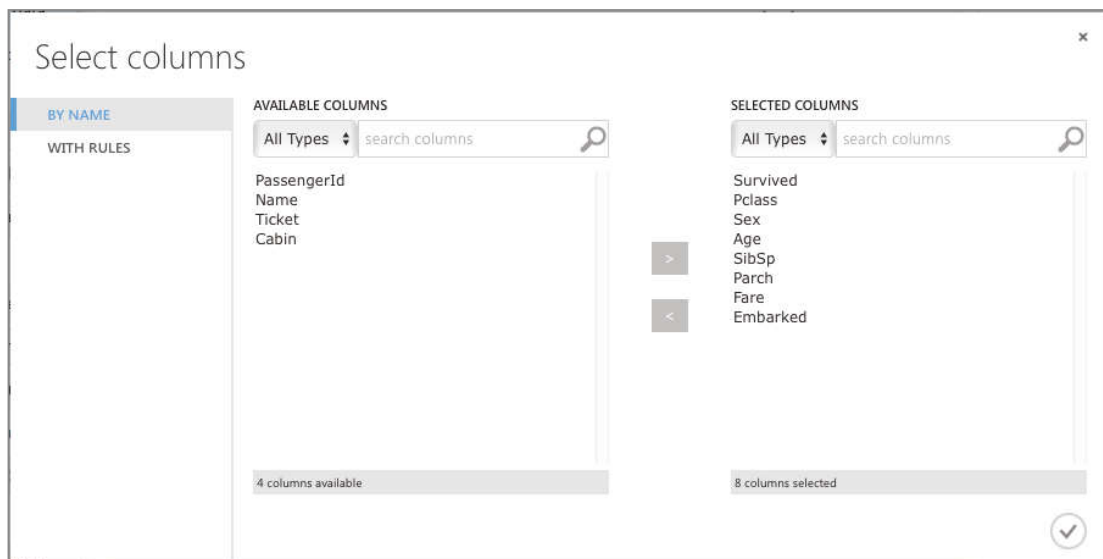 Select columns
×
BY NAME
WITH RULES
AVAILABLE COLUMNS
All Types
search columns
PassengerId
Name
Ticket
Cabin
4 columns available
>
<
SELECTED COLUMNS
All Types
search columns
Survived
Pclass
Sex
Age
SibSp
Parch
Fare
Embarked
8 columns selected